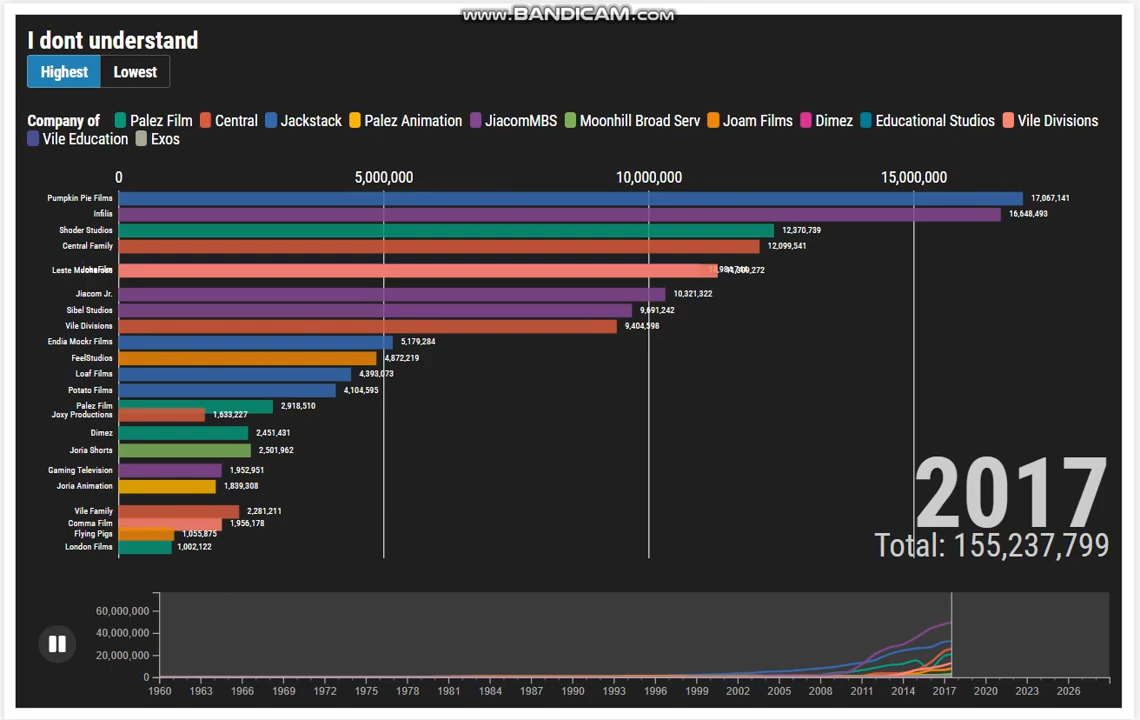 www.BANDICAM.com
I dont understand
Highest Lowest
Company of Palez Film Central Jackstack Palez Animation JiacomMBS Moonhill Broad Serv Joam Films Dimez Educational Studios Vile Divisions
Vile Education Exos
0 5,000,000 10,000,000 15,000,000
Pumpkin Pie Films 17,067,141
Infilis 16,648,493
Shoder Studios 12,370,739
Central Family 12,099,541
Leste
Jiacom Jr. 10,321,322
Sibel Studios 9,691,242
Vile Divisions 9,404,598
Endia Mockr Films 5,179,284
FeelStudios 4,872,219
Loaf Films 4,393,073
Potato Films 4,104,595
Palez Film 2,918,510
Joxy Productions 1,633,227
Dimez 2,451,431
Joria Shorts 2,501,962
Gaming Television 1,952,951
Joria Animation 1,839,308
Vile Family 2,281,211
Comma Film 1,956,178
Flying Pigs 1,055,875
London Films 1,002,122
2017
Total: 155,237,799
60,000,000
40,000,000
20,000,000
0
1960 1963 1966 1969 1972 1975 1978 1981 1984 1987 1990 1993 1996 1999 2002 2005 2008 2011 2014 2017 2020 2023 2026